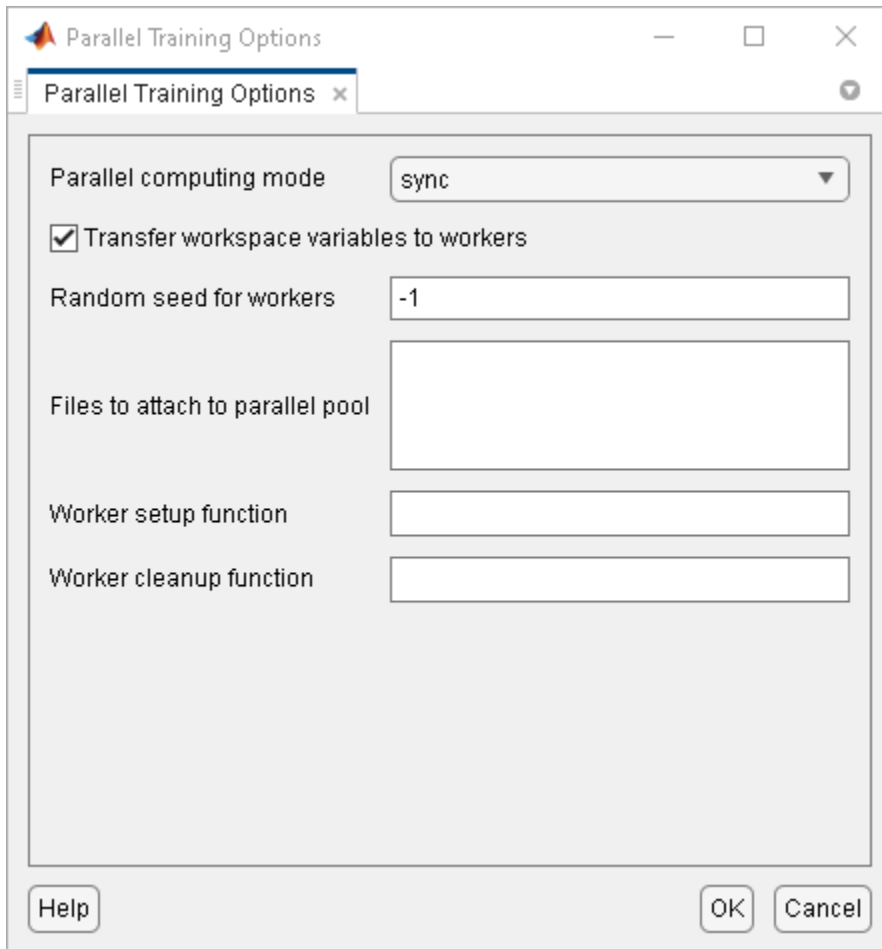 Parallel Training Options
Parallel Training Options
Parallel computing mode
sync
Transfer workspace variables to workers
Random seed for workers
-1
Files to attach to parallel pool
Worker setup function
Worker cleanup function
Help
OK
Cancel